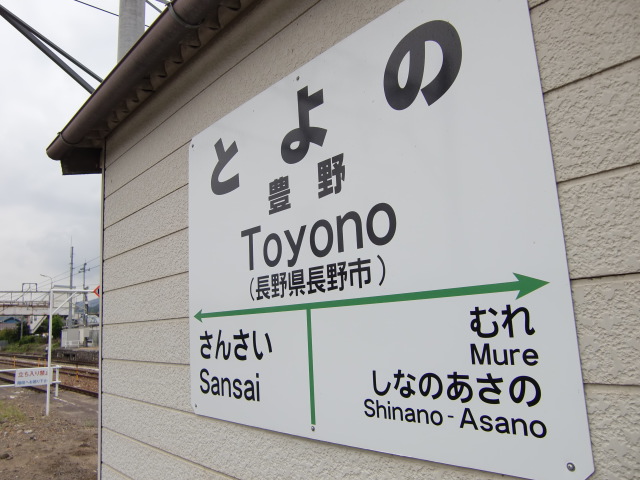 とよの
豊野
Toyono
(長野県長野市)
さんさい
Sansai
むれ
Mure
しなのあさの
Shinano-Asano